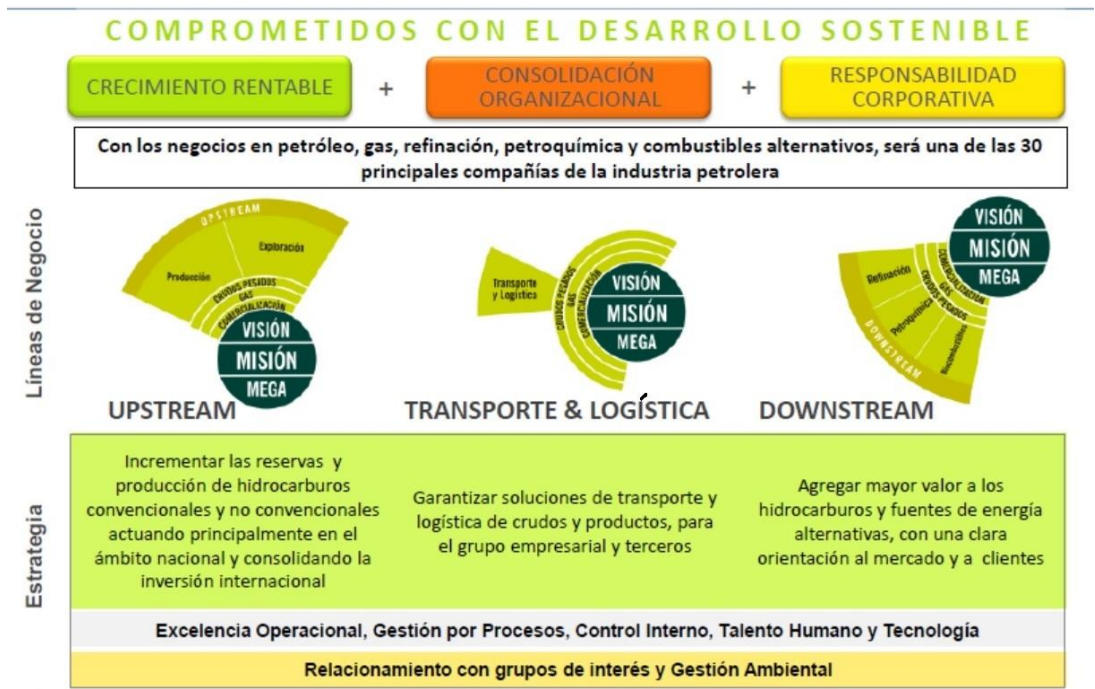 COMPROMETIDOS CON EL DESARROLLO SOSTENIBLE
CRECIMIENTO RENTABLE
+
CONSOLIDACIÓN
ORGANIZACIONAL
+
RESPONSABILIDAD
CORPORATIVA
Con los negocios en petróleo, gas, refinación, petroquímica y combustibles alternativos, será una de las 30
principales compañías de la industria petrolera
Líneas de Negocio
UPSTREAM
Producción
Exploración
CRUDOS PESADOS
GAS
COMERCIALIZACIÓN
VISIÓN
MISIÓN
MEGA
UPSTREAM
Transporte
y Logística
CRUDOS PESADOS
GAS
COMERCIALIZACIÓN
VISIÓN
MISIÓN
MEGA
TRANSPORTE & LOGÍSTICA
VISIÓN
MISIÓN
MEGA
COMERCIALIZACIÓN
GAS
CRUDOS PESADOS
Refinación
Petroquímica
Biocombustibles
DOWNSTREAM
DOWNSTREAM
Estrategia
Incrementar las reservas y
producción de hidrocarburos
convencionales y no convencionales
actuando principalmente en el
ámbito nacional y consolidando la
inversión internacional
Garantizar soluciones de transporte y
logística de crudos y productos, para
el grupo empresarial y terceros
Agregar mayor valor a los
hidrocarburos y fuentes de energía
alternativas, con una clara
orientación al mercado y a clientes
Excelencia Operacional, Gestión por Procesos, Control Interno, Talento Humano y Tecnología
Relacionamiento con grupos de interés y Gestión Ambiental